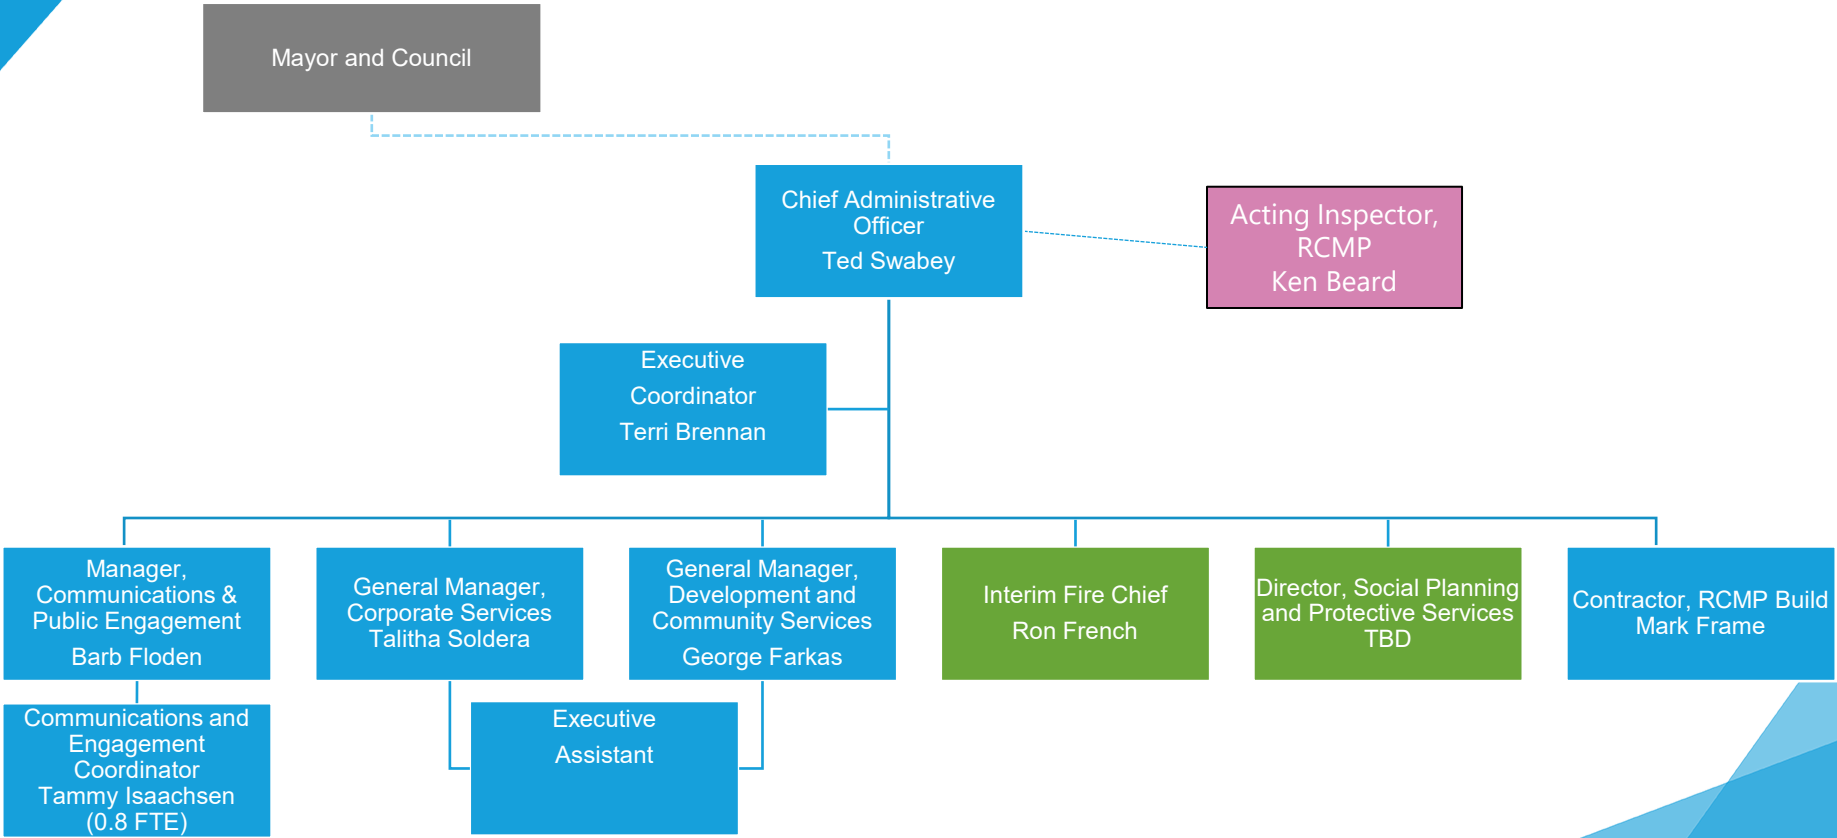 Mayor and Council
Chief Administrative
Officer
Ted Swabey
Acting Inspector,
RCMP
Ken Beard
Executive
Coordinator
Terri Brennan
Manager,
Communications &
Public Engagement
Barb Floden
General Manager,
Corporate Services
Talitha Soldera
General Manager,
Development and
Community Services
George Farkas
Interim Fire Chief
Ron French
Director, Social Planning
and Protective Services
TBD
Contractor, RCMP Build
Mark Frame
Communications and
Engagement
Coordinator
Tammy Isaachsen
(0.8 FTE)
Executive
Assistant